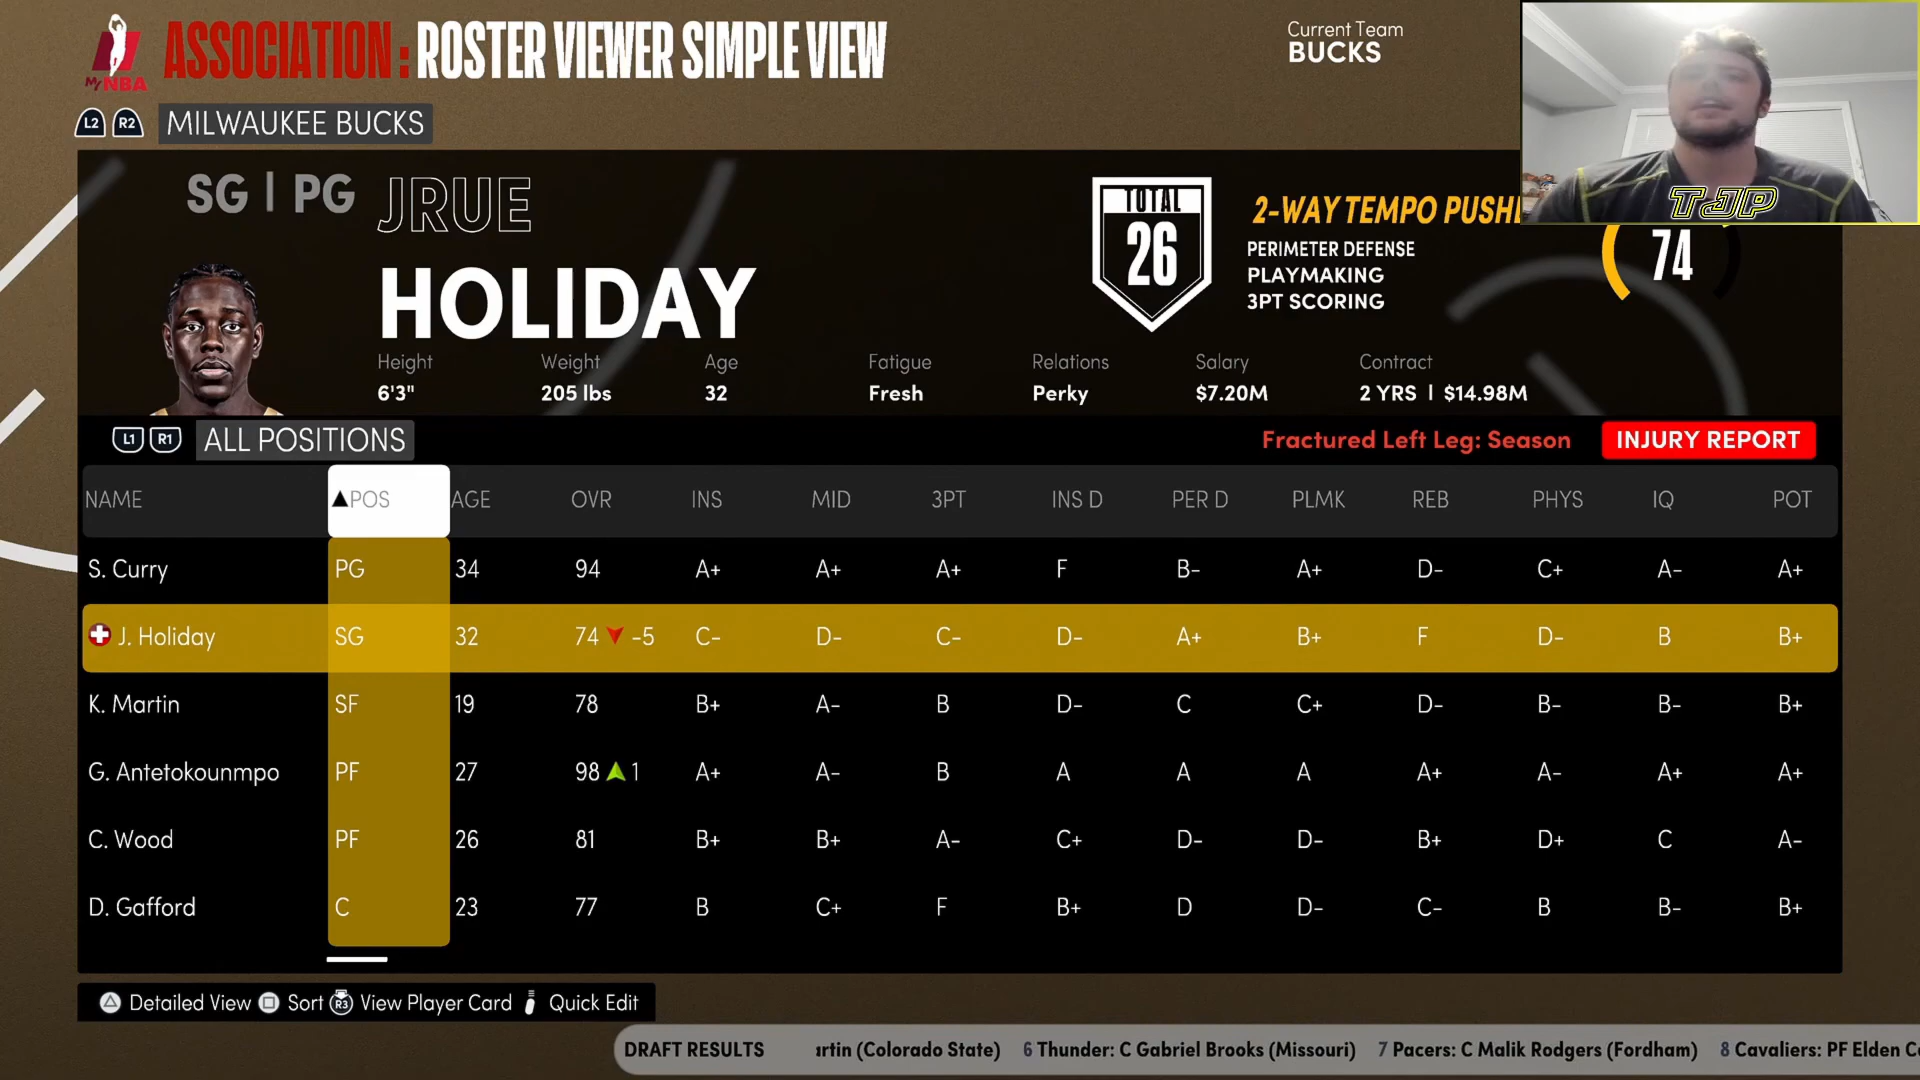 ASSOCIATION : ROSTER VIEWER SIMPLE VIEW
My NBA
Current Team
BUCKS
L2 R2 MILWAUKEE BUCKS
TJP
SG | PG JRUE
HOLIDAY
TOTAL
26
2-WAY TEMPO PUSHE
PERIMETER DEFENSE
PLAYMAKING
3PT SCORING
74
Height Weight Age Fatigue Relations Salary Contract
6'3" 205 lbs 32 Fresh Perky $7.20M 2 YRS | $14.98M
L1 R1 ALL POSITIONS Fractured Left Leg: Season INJURY REPORT
NAME ▲POS AGE OVR INS MID 3PT INS D PER D PLMK REB PHYS IQ POT
S. Curry PG 34 94 A+ A+ A+ F B- A+ D- C+ A- A+
J. Holiday SG 32 74 ▼ -5 C- D- C- D- A+ B+ F D- B B+
K. Martin SF 19 78 B+ A- B D- C C+ D- B- B- B+
G. Antetokounmpo PF 27 98 ▲ 1 A+ A- B A A A A+ A- A+ A+
C. Wood PF 26 81 B+ B+ A- C+ D- D- B+ D+ C A-
D. Gafford C 23 77 B C+ F B+ D D- C- B B- B+
Detailed View Sort R3 View Player Card Quick Edit
DRAFT RESULTS artin (Colorado State) 6 Thunder: C Gabriel Brooks (Missouri) 7 Pacers: C Malik Rodgers (Fordham) 8 Cavaliers: PF Elden C